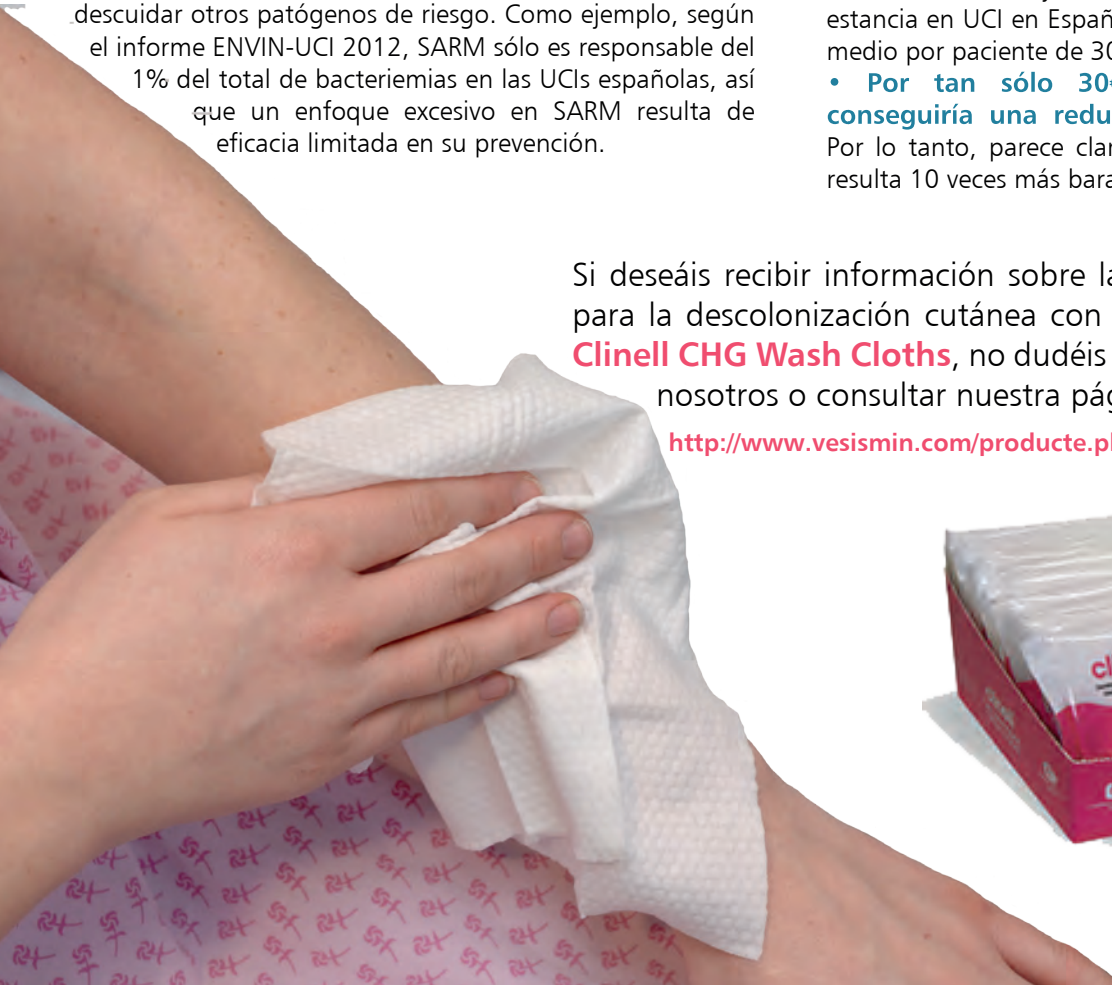 descuidar otros patógenos de riesgo. Como ejemplo, según
el informe ENVIN-UCI 2012, SARM sólo es responsable del
1% del total de bacteriemias en las UCIs españolas, así
que un enfoque excesivo en SARM resulta de
eficacia limitada en su prevención.
estancia en UCI en Españ
medio por paciente de 30
• Por tan sólo 30€
conseguiría una redu
Por lo tanto, parece clar
resulta 10 veces más bara
Si deseáis recibir información sobre la
para la descolonización cutánea con
Clinell CHG Wash Cloths, no dudéis
nosotros o consultar nuestra pág
http://www.vesismin.com/producte.p
cl